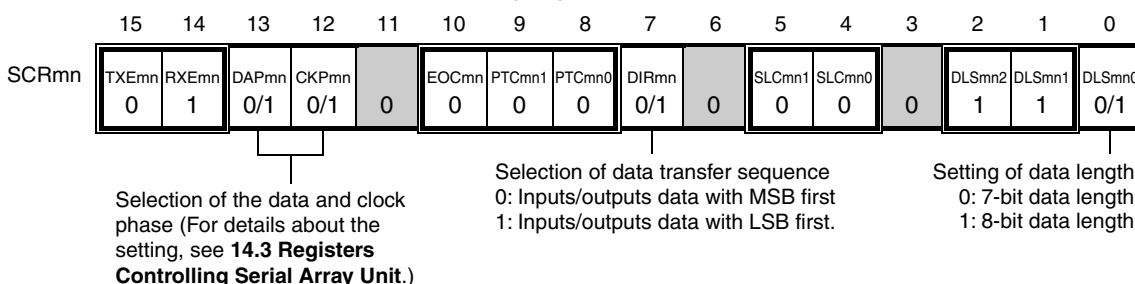 15 14 13 12 11 10 9 8 7 6 5 4 3 2 1 0
SCRmn TXEmn RXEmn DAPmn CKPmn EOCmn PTCmn1 PTCmn0 DIRmn SLCmn1 SLCmn0 DLSmn2 DLSmn1 DLSmn0
0 1 0/1 0/1 0 0 0 0 0/1 0 0 0 0 1 1 0/1
Selection of the data and clock
phase (For details about the
setting, see 14.3 Registers
Controlling Serial Array Unit.)
Selection of data transfer sequence
0: Inputs/outputs data with MSB first
1: Inputs/outputs data with LSB first.
Setting of data length
0: 7-bit data length
1: 8-bit data length